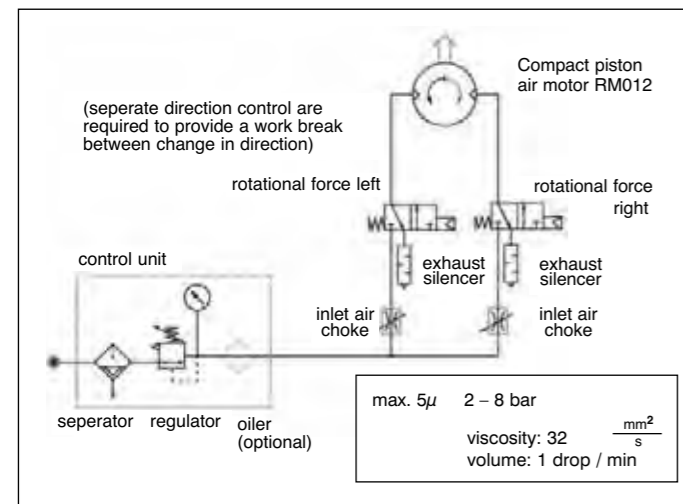 Compact piston
air motor RM012
(seperate direction control are
required to provide a work break
between change in direction)
rotational force left
rotational force
right
control unit
exhaust
silencer
exhaust
silencer
inlet air
choke
inlet air
choke
seperator
regulator
oiler
(optional)
max. 5µ 2 – 8 bar
viscosity: 32 mm²/s
volume: 1 drop / min